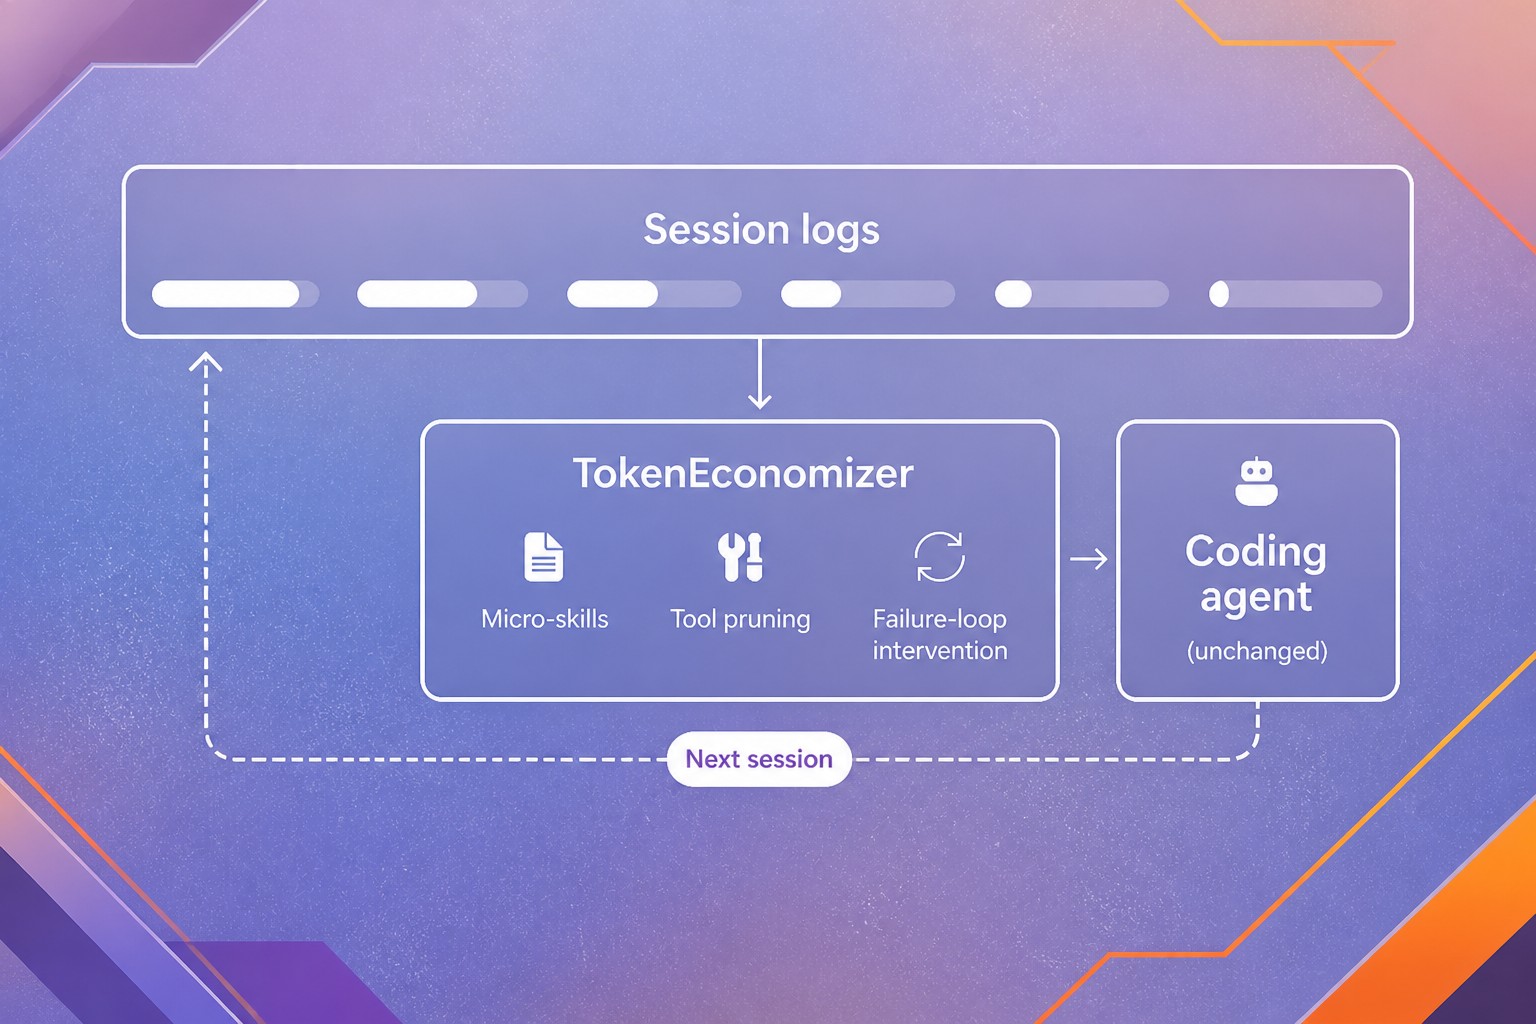 Session logs
TokenEconomizer
Micro-skills
Tool pruning
Failure-loop
intervention
Coding
agent
(unchanged)
Next session